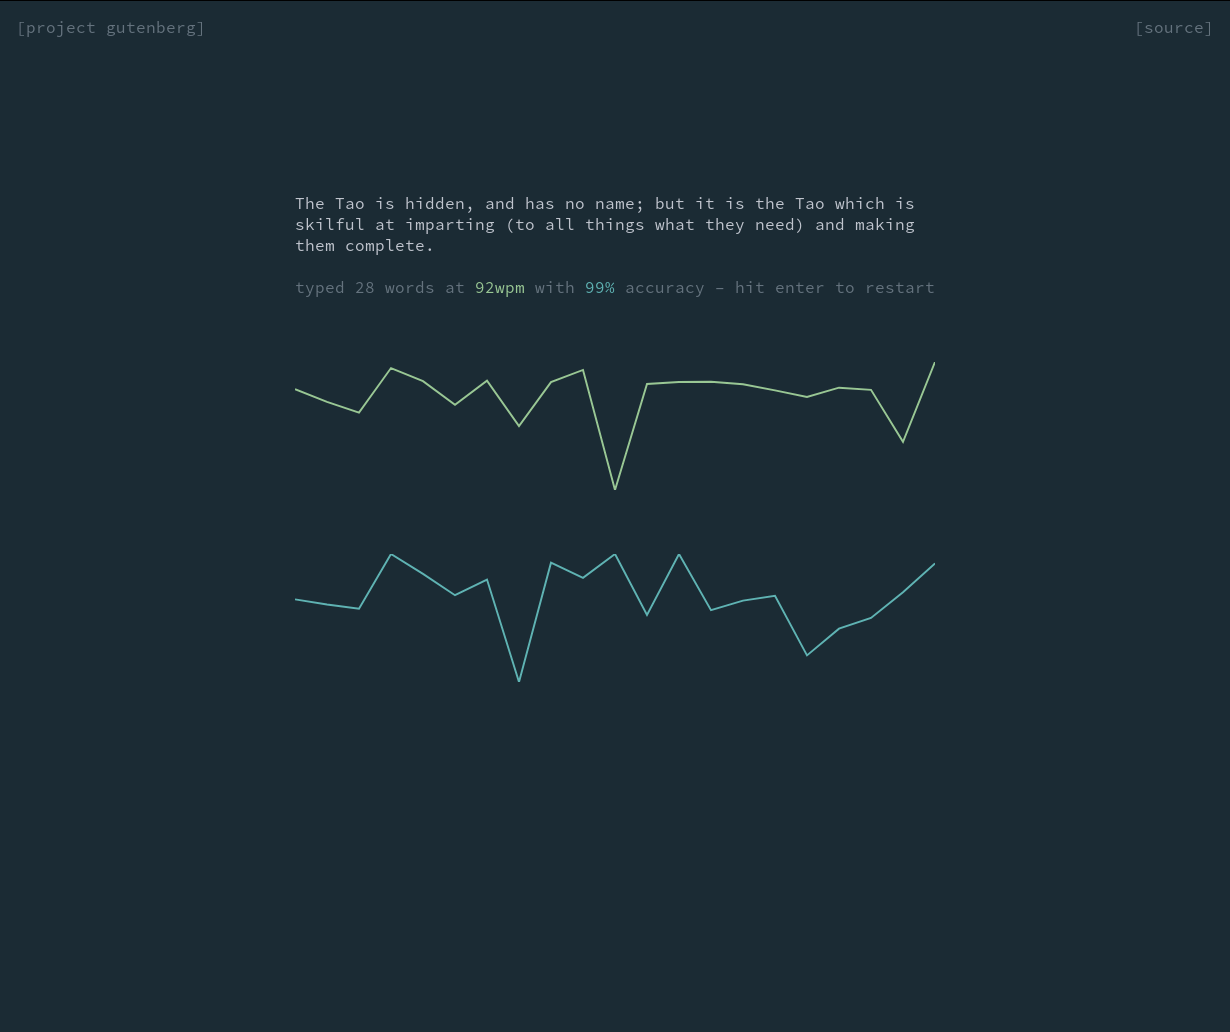 [project gutenberg]
[source]
The Tao is hidden, and has no name; but it is the Tao which is
skilful at imparting (to all things what they need) and making
them complete.
typed 28 words at 92wpm with 99% accuracy – hit enter to restart